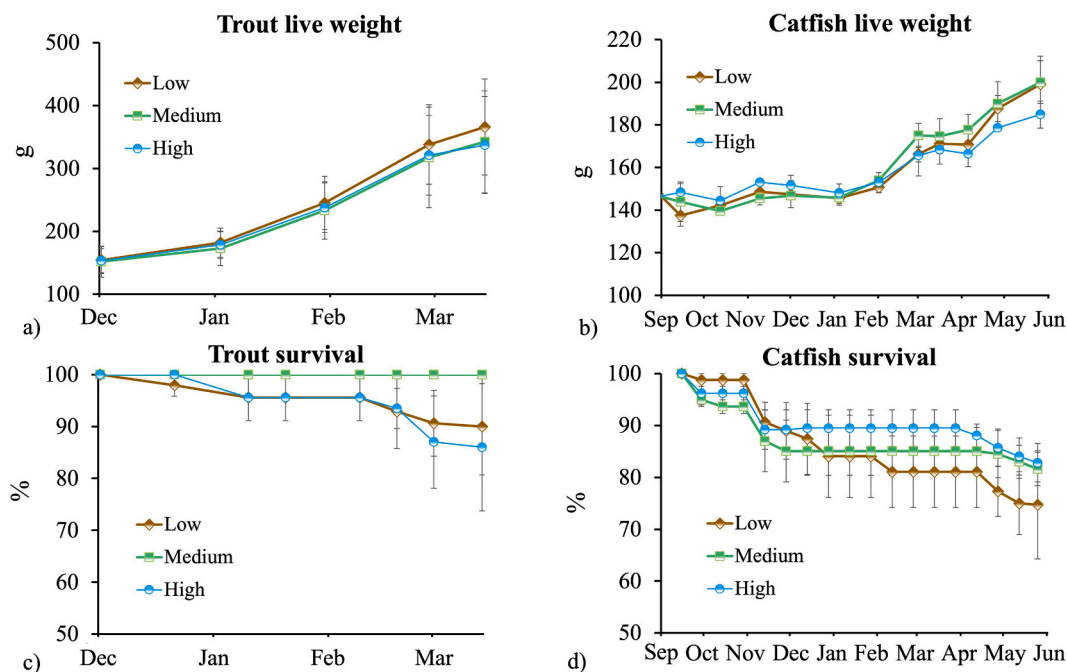 Trout live weight
500
400
300
200
100
g
Low
Medium
High
Dec Jan Feb Mar
a)
Catfish live weight
220
200
180
160
140
120
100
g
Low
Medium
High
Sep Oct Nov Dec Jan Feb Mar Apr May Jun
b)
Trout survival
100
90
80
70
60
50
%
Low
Medium
High
Dec Jan Feb Mar
c)
Catfish survival
100
90
80
70
60
50
%
Low
Medium
High
Sep Oct Nov Dec Jan Feb Mar Apr May Jun
d)